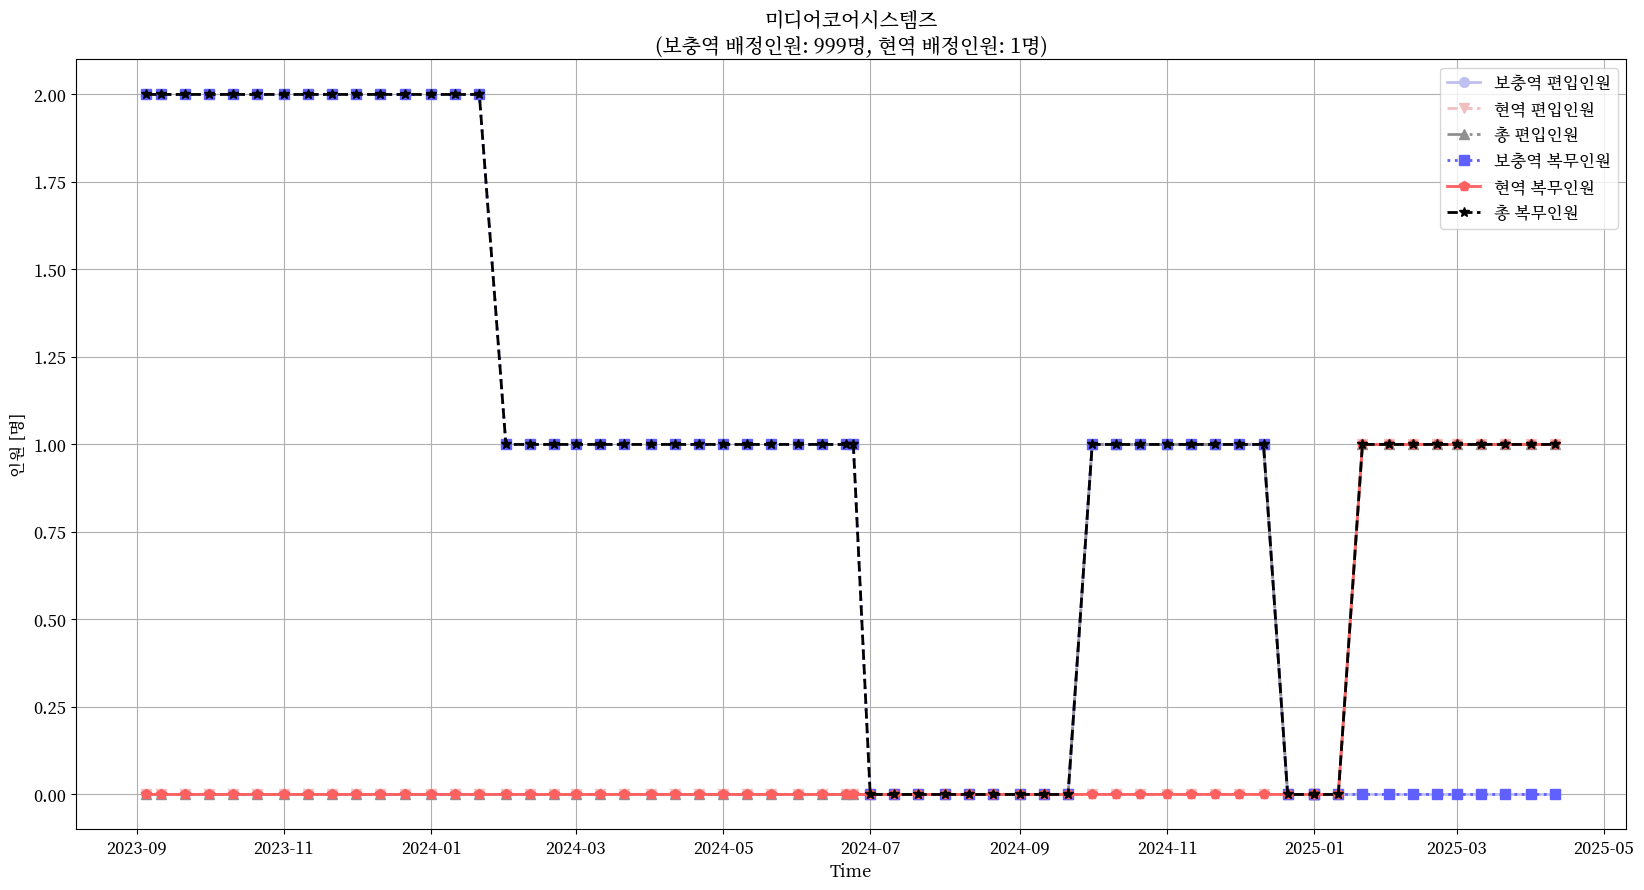 미디어코어시스템즈
(보충역 배정인원: 999명, 현역 배정인원: 1명)
보충역 편입인원
현역 편입인원
총 편입인원
보충역 복무인원
현역 복무인원
총 복무인원
2.00
1.75
1.50
1.25
1.00
0.75
0.50
0.25
0.00
인원 [명]
2023-09 2023-11 2024-01 2024-03 2024-05 2024-07 2024-09 2024-11 2025-01 2025-03 2025-05
Time